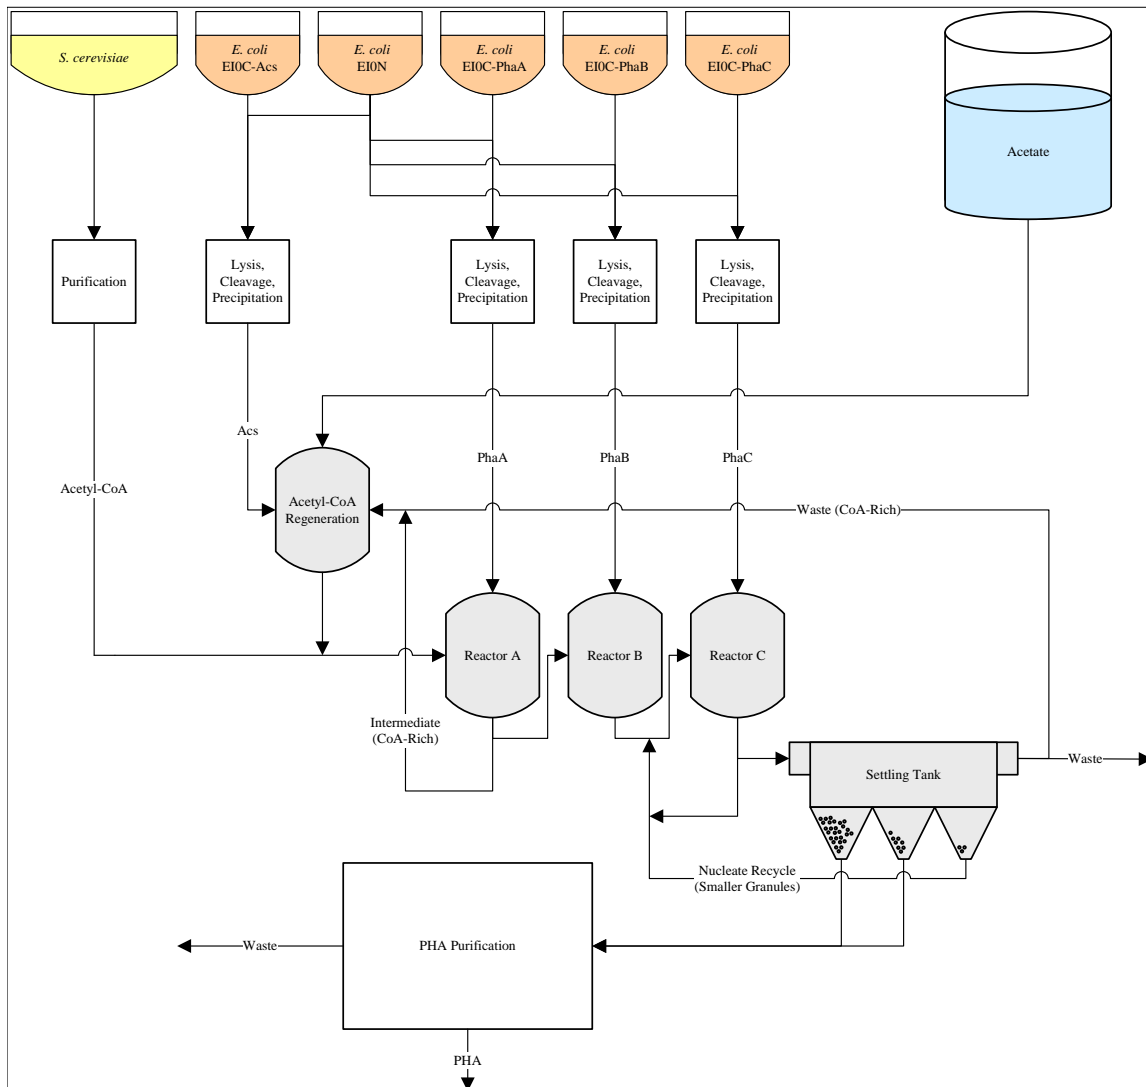 S. cerevisiae
E. coli
EI0C-Acs
E. coli
EI0N
E. coli
EI0C-PhaA
E. coli
EI0C-PhaB
E. coli
EI0C-PhaC
Acetate
Purification
Lysis,
Cleavage,
Precipitation
Lysis,
Cleavage,
Precipitation
Lysis,
Cleavage,
Precipitation
Lysis,
Cleavage,
Precipitation
Acs
PhaA
PhaB
PhaC
Acetyl-CoA
Acetyl-CoA
Regeneration
Waste (CoA-Rich)
Reactor A
Reactor B
Reactor C
Intermediate
(CoA-Rich)
Settling Tank
Waste
Nucleate Recycle
(Smaller Granules)
Waste
PHA Purification
PHA